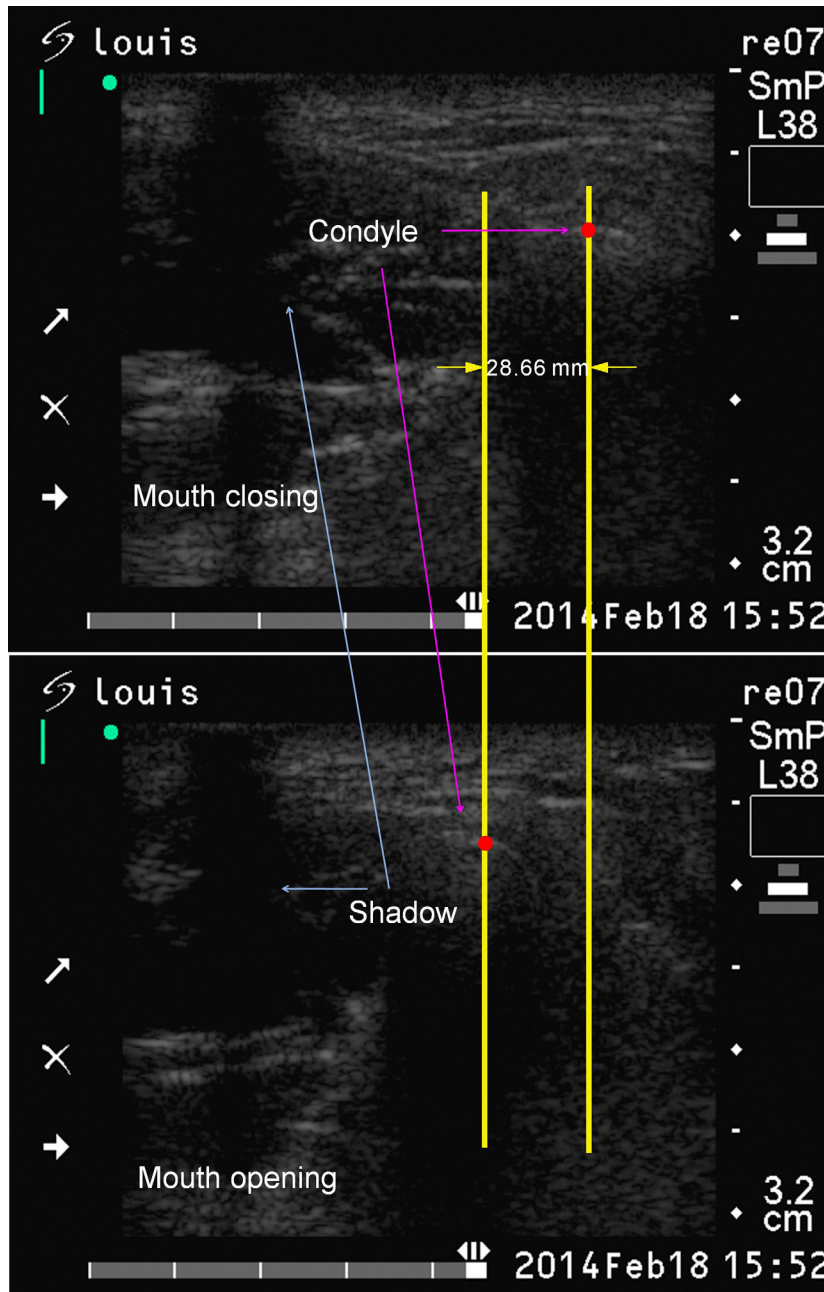 louis
re07
SmP
L38
Condyle
28.66 mm
Mouth closing
3.2
cm
2014Feb18 15:52
louis
re07
SmP
L38
Shadow
Mouth opening
3.2
cm
2014Feb18 15:52